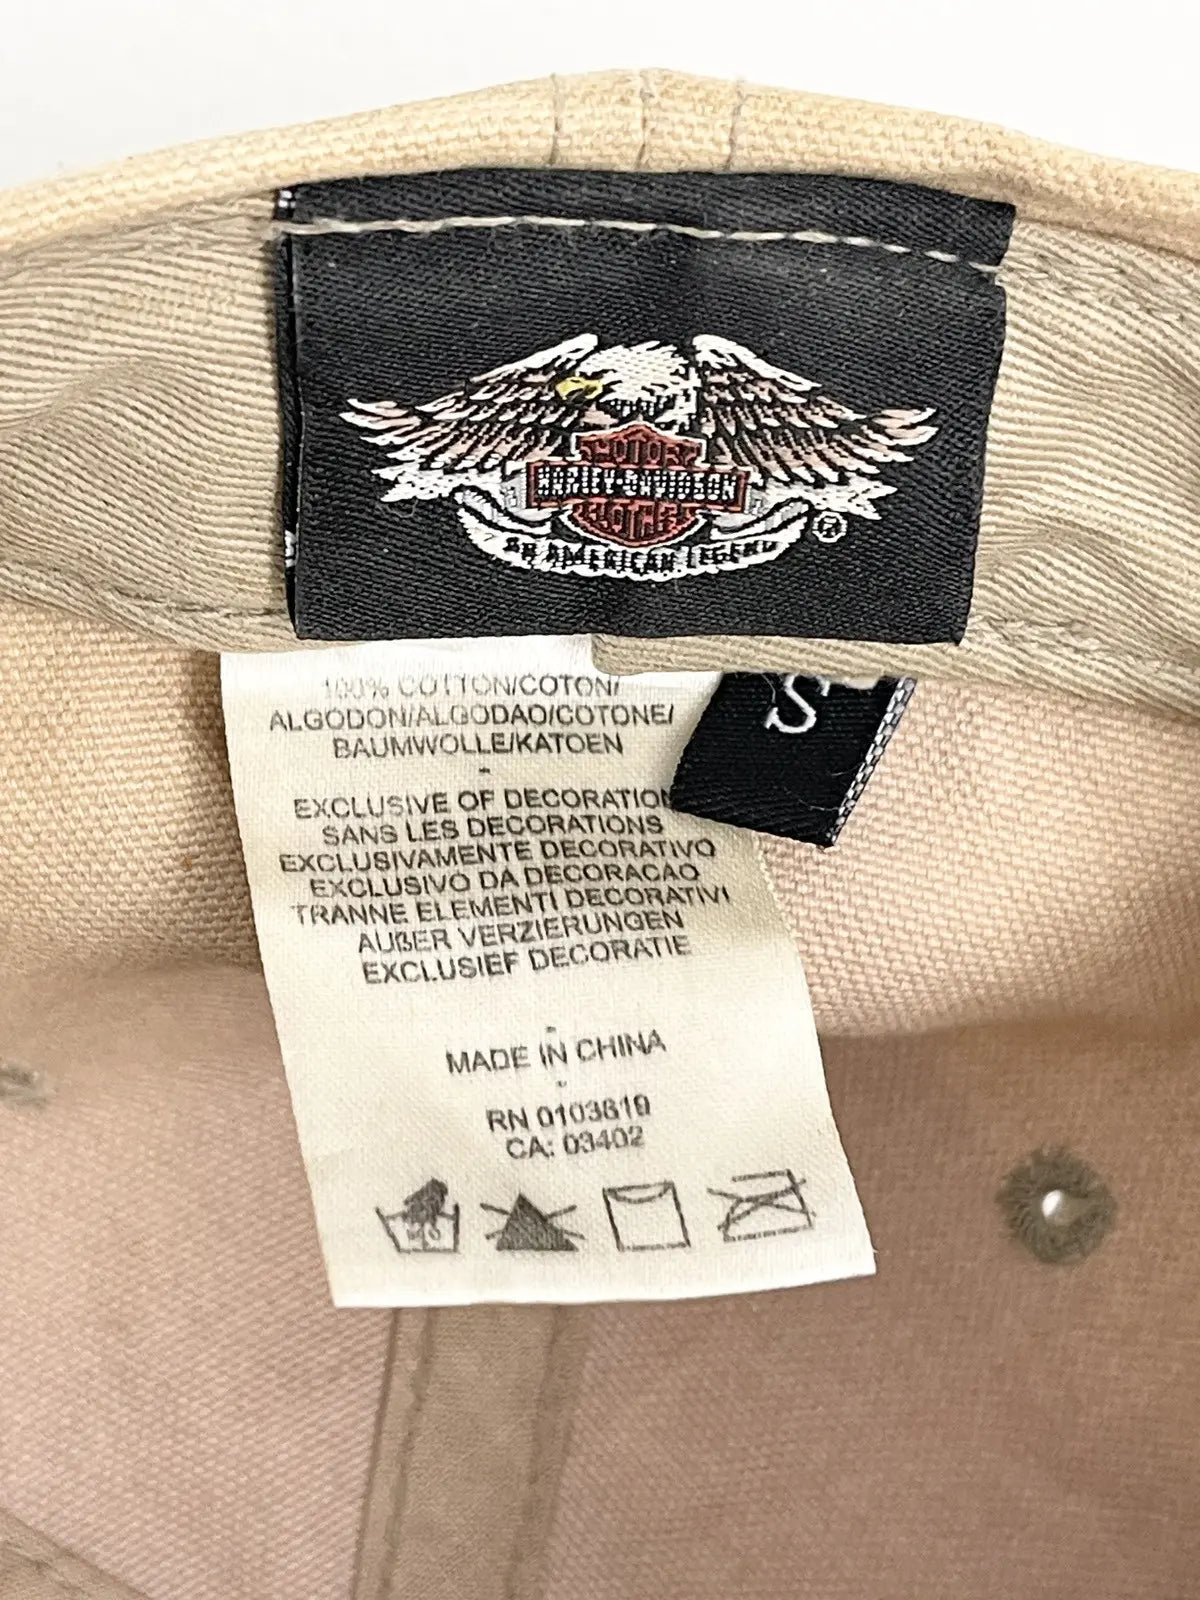 MOTOR
HARLEY-DAVIDSON
CYCLES
AN AMERICAN LEGEND
®
S
100% COTTON/COTON/
ALGODON/ALGODAO/COTONE/
BAUMWOLLE/KATOEN
-
EXCLUSIVE OF DECORATION
SANS LES DECORATIONS
EXCLUSIVAMENTE DECORATIVO
EXCLUSIVO DA DECORACAO
TRANNE ELEMENTI DECORATIVI
AUßER VERZIERUNGEN
EXCLUSIEF DECORATIE
-
MADE IN CHINA
-
RN 0103819
CA: 03402